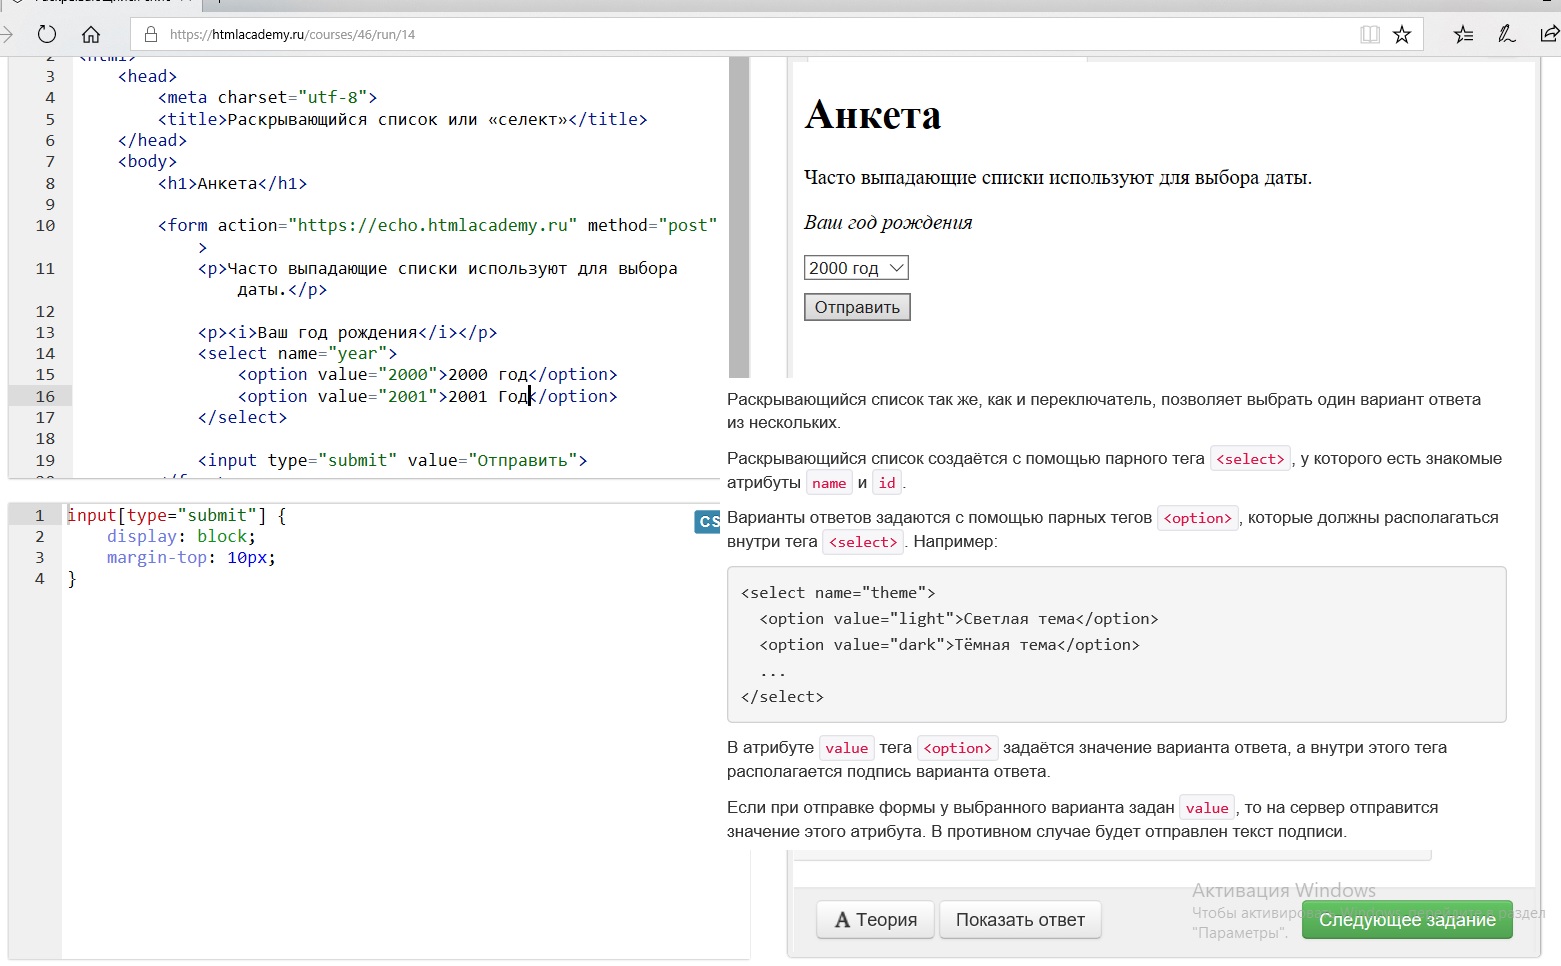 https://htmlacademy.ru/courses/46/run/14
3 <head>
4 <meta charset="utf-8">
5 <title>Раскрывающийся список или «селект»</title>
6 </head>
7 <body>
8 <h1>Анкета</h1>
9
10 <form action="https://echo.htmlacademy.ru" method="post"
>
11 <p>Часто выпадающие списки используют для выбора
даты.</p>
12
13 <p><i>Ваш год рождения</i></p>
14 <select name="year">
15 <option value="2000">2000 год</option>
16 <option value="2001">2001 Год</option>
17 </select>
18
19 <input type="submit" value="Отправить">
1 input[type="submit"] {
2 display: block;
3 margin-top: 10px;
4 }
CS
Анкета
Часто выпадающие списки используют для выбора даты.
Ваш год рождения
2000 год
Отправить
Раскрывающийся список так же, как и переключатель, позволяет выбрать один вариант ответа
из нескольких.
Раскрывающийся список создаётся с помощью парного тега <select>, у которого есть знакомые
атрибуты name и id.
Варианты ответов задаются с помощью парных тегов <option>, которые должны располагаться
внутри тега <select>. Например:
<select name="theme">
<option value="light">Светлая тема</option>
<option value="dark">Тёмная тема</option>
...
</select>
В атрибуте value тега <option> задаётся значение варианта ответа, а внутри этого тега
располагается подпись варианта ответа.
Если при отправке формы у выбранного варианта задан value, то на сервер отправится
значение этого атрибута. В противном случае будет отправлен текст подписи.
A Теория
Показать ответ
Следующее задание
Активация Windows
Чтобы раздел
"Параметры".